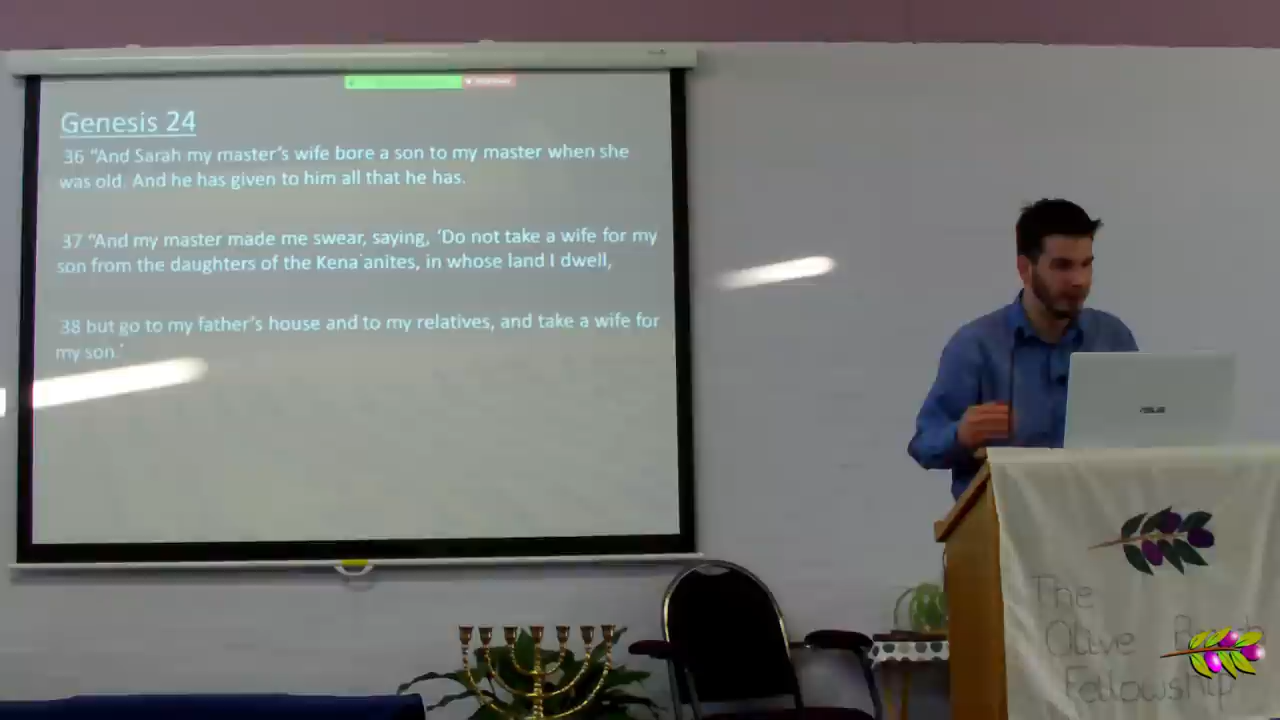 Genesis 24
36 “And Sarah my master’s wife bore a son to my master when she
was old. And he has given to him all that he has.
37 “And my master made me swear, saying, ‘Do not take a wife for my
son from the daughters of the Kenaʽanites, in whose land I dwell,
38 but go to my father’s house and to my relatives, and take a wife for
my son.’
ASUS
The
Olive
Fellowship